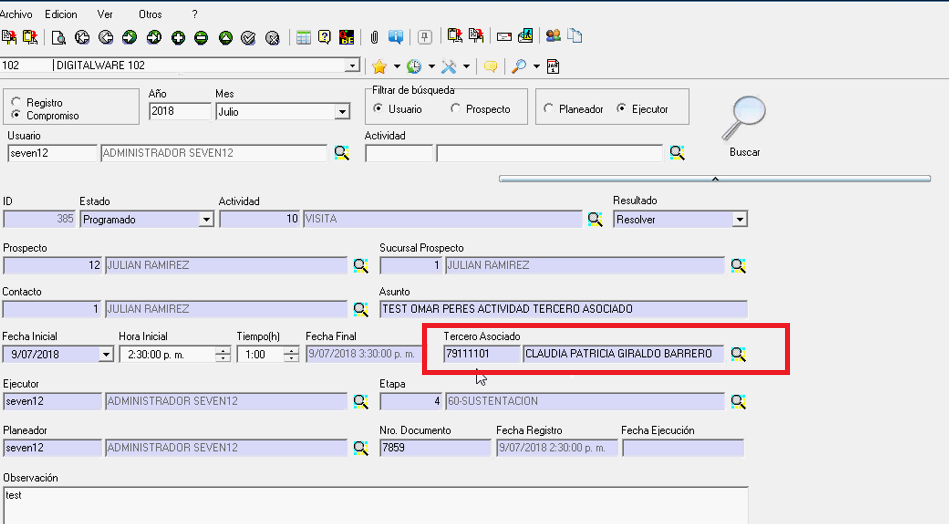 Archivo Edicion Ver Otros ?
102 DIGITALWARE 102
Registro
Compromiso
Año Mes
2018 Julio
Filtrar de búsqueda
Usuario Prospecto
Planeador Ejecutor
Buscar
Usuario Actividad
seven12 ADMINISTRADOR SEVEN12
ID Estado Actividad Resultado
385 Programado 10 VISITA Resolver
Prospecto Sucursal Prospecto
12 JULIAN RAMIREZ 1 JULIAN RAMIREZ
Contacto Asunto
1 JULIAN RAMIREZ TEST OMAR PERES ACTIVIDAD TERCERO ASOCIADO
Fecha Inicial Hora Inicial Tiempo(h) Fecha Final Tercero Asociado
9/07/2018 2:30:00 p. m. 1:00 9/07/2018 3:30:00 p. m. 79111101 CLAUDIA PATRICIA GIRALDO BARRERO
Ejecutor Etapa
seven12 ADMINISTRADOR SEVEN12 4 60-SUSTENTACION
Planeador Nro. Documento Fecha Registro Fecha Ejecución
seven12 ADMINISTRADOR SEVEN12 7859 9/07/2018 2:30:00 p. m.
Observación
test